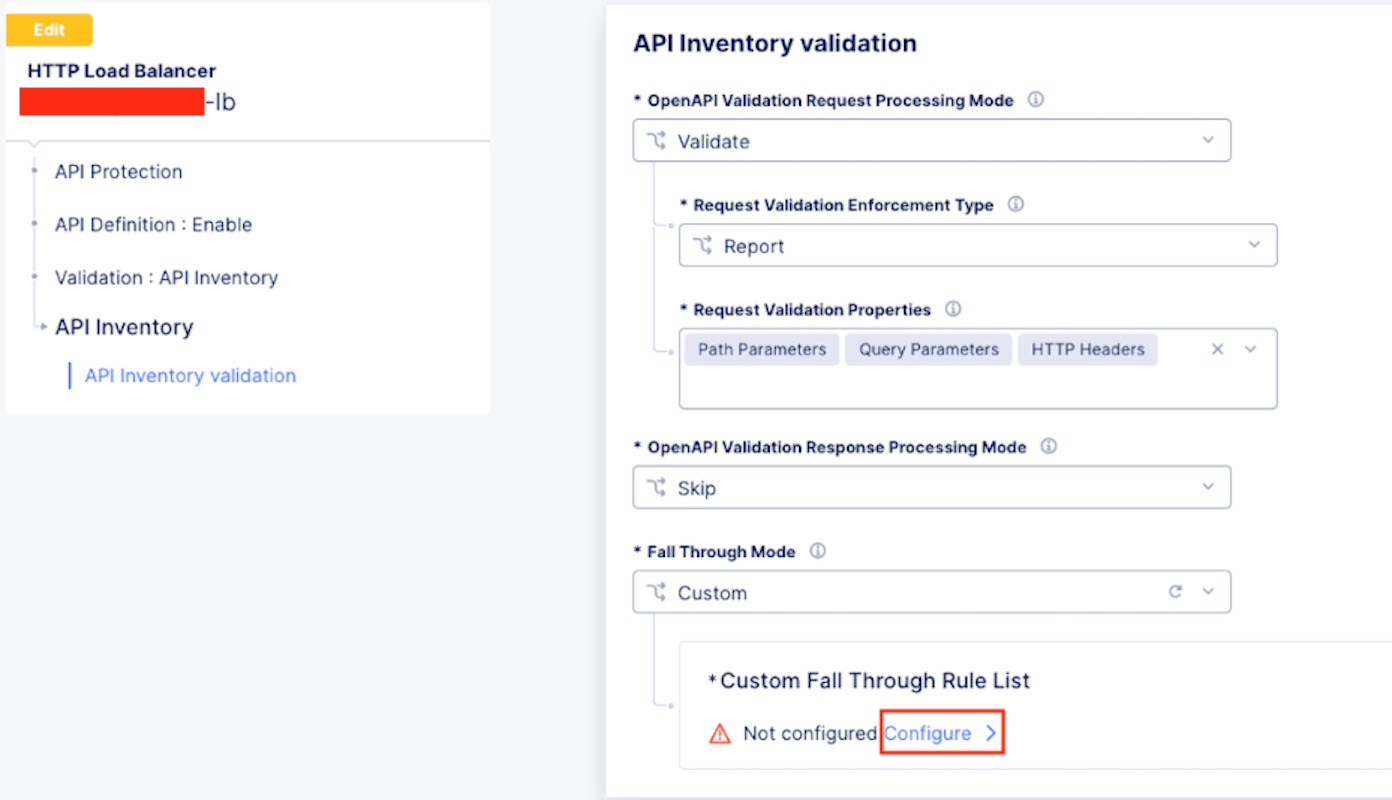 Edit
HTTP Load Balancer
-lb
API Protection
API Definition : Enable
Validation : API Inventory
API Inventory
API Inventory validation
API Inventory validation
* OpenAPI Validation Request Processing Mode
Validate
* Request Validation Enforcement Type
Report
* Request Validation Properties
Path Parameters Query Parameters HTTP Headers
* OpenAPI Validation Response Processing Mode
Skip
* Fall Through Mode
Custom
* Custom Fall Through Rule List
Not configured Configure